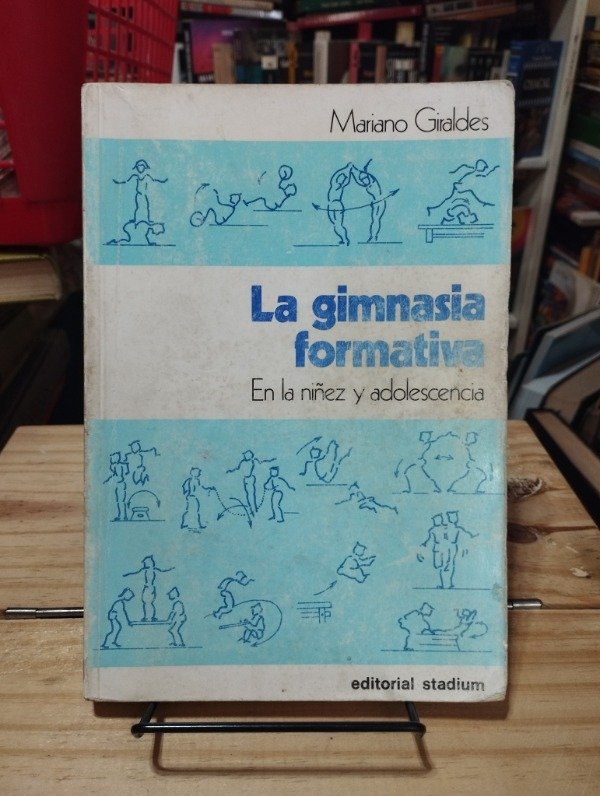 Mariano Giraldes
La gimnasia
formativa
En la niñez y adolescencia
editorial stadium